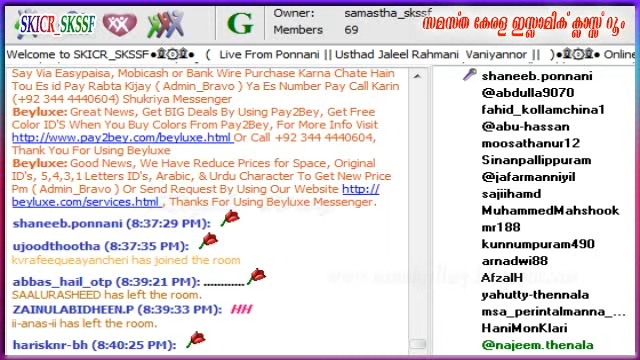 SKICR_SKSSF
G
Owner: samastha_skssf
Members 69
സമസ്ത കേരള ഇസ്ലാമിക് ക്ലാസ്സ് റൂം
Welcome to SKICR_SKSSF ( Live From Ponnani || Usthad Jaleel Rahmani Vaniyannor || ) Online
Say Via Easypaisa, Mobicash or Bank Wire Purchase Karna Chate Hain
Tou Es id Pay Rabta Kijay ( Admin_Bravo ) Ya Es Number Pay Call Karin
(+92 344 4440604) Shukriya Messenger
Beyluxe: Great News, Get BIG Deals By Using Pay2Bey, Get Free
Color ID'S When You Buy Colors From Pay2Bey, For More Info Visit
http://www.pay2bey.com/beyluxe.html Or Call +92 344 4440604,
Thank You For Using Beyluxe
Beyluxe: Good News, We Have Reduce Prices for Space, Original
ID's, 5,4,3,1 Letters ID's, Arabic, & Urdu Character To Get New Price
Pm ( Admin_Bravo ) Or Send Request By Using Our Website http://
beyluxe.com/services.html , Thanks For Using Beyluxe Messenger.
shaneeb.ponnani (8:37:29 PM):
ujoodthootha (8:37:35 PM):
kvrafeequeayancheri has joined the room
abbas_hail_otp (8:39:21 PM): ............
SAALURASHEED has left the room.
ZAINULABIDHEEN.P (8:39:33 PM): HH
ii-anas-ii has left the room.
harisknr-bh (8:40:25 PM):
shaneeb.ponnani
@abdulla9070
fahid_kollamchina1
@abu-hassan
moosathanur12
Sinanpallippuram
@jafarmanniyil
sajiihamd
MuhammedMahshook
mr188
kunnumpuram490
arnadwi88
AfzalH
yahutty-thennala
msa_perintalmanna_...
HaniMonKlari
@najeem.thenala